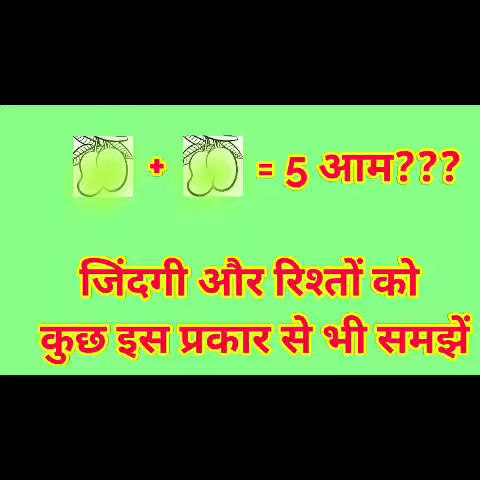 + = 5 आम???
जिंदगी और रिश्तों को
कुछ इस प्रकार से भी समझें